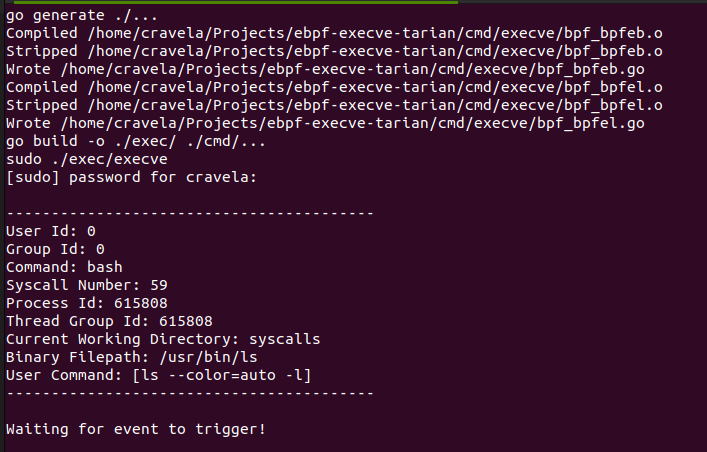 go generate ./...
Compiled /home/cravela/Projects/ebpf-execve-tarian/cmd/execve/bpf_bpfeb.o
Stripped /home/cravela/Projects/ebpf-execve-tarian/cmd/execve/bpf_bpfeb.o
Wrote /home/cravela/Projects/ebpf-execve-tarian/cmd/execve/bpf_bpfeb.go
Compiled /home/cravela/Projects/ebpf-execve-tarian/cmd/execve/bpf_bpfel.o
Stripped /home/cravela/Projects/ebpf-execve-tarian/cmd/execve/bpf_bpfel.o
Wrote /home/cravela/Projects/ebpf-execve-tarian/cmd/execve/bpf_bpfel.go
go build -o ./exec/ ./cmd/...
sudo ./exec/execve
[sudo] password for cravela:
-----------------------------------------
User Id: 0
Group Id: 0
Command: bash
Syscall Number: 59
Process Id: 615808
Thread Group Id: 615808
Current Working Directory: syscalls
Binary Filepath: /usr/bin/ls
User Command: [ls --color=auto -l]
-----------------------------------------
Waiting for event to trigger!